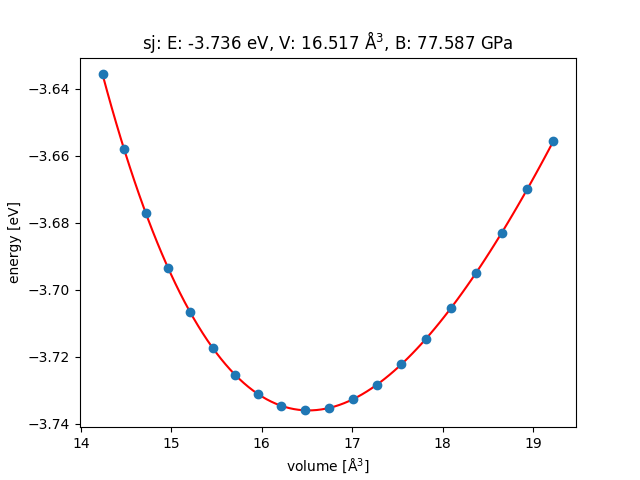 sj: E: -3.736 eV, V: 16.517 Å³, B: 77.587 GPa
−3.64
−3.66
−3.68
−3.70
−3.72
−3.74
energy [eV]
14 15 16 17 18 19
volume [Å³]